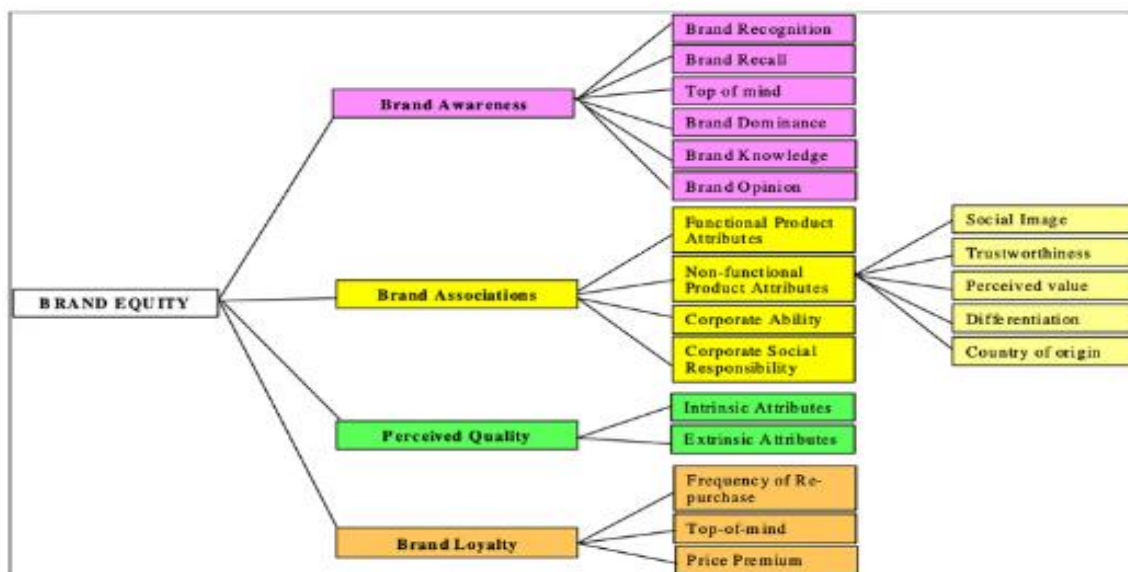 BRAND EQUITY
Brand Awareness
Brand Recognition
Brand Recall
Top of mind
Brand Dominance
Brand Knowledge
Brand Opinion
Brand Associations
Functional Product
Attributes
Non-functional
Product Attributes
Corporate Ability
Corporate Social
Responsibility
Social Image
Trustworthiness
Perceived value
Differentiation
Country of origin
Perceived Quality
Intrinsic Attributes
Extrinsic Attributes
Brand Loyalty
Frequency of Re-
purchase
Top-of-mind
Price Premium